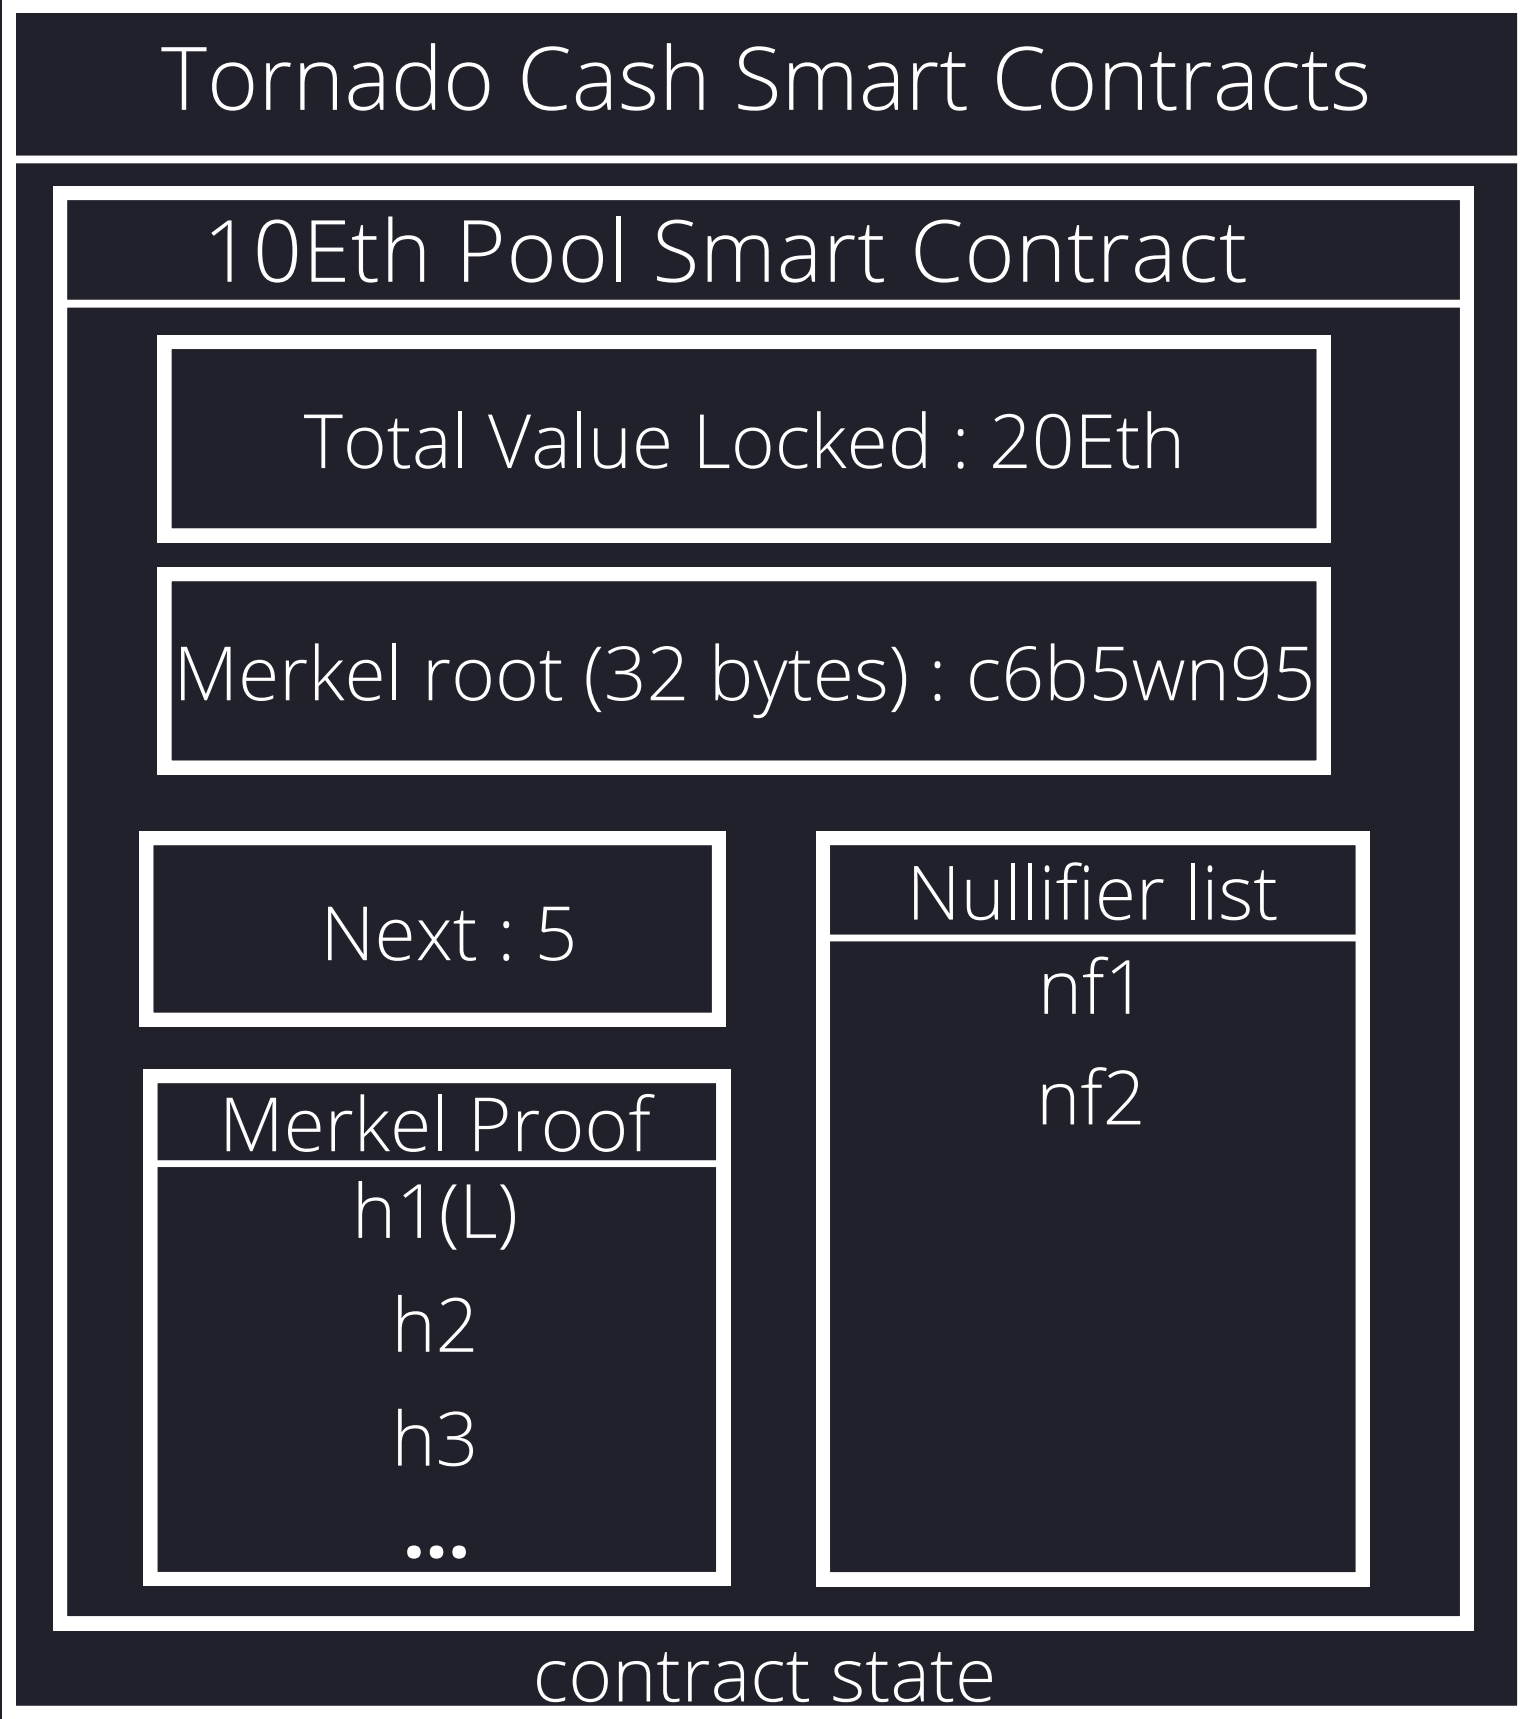 Tornado Cash Smart Contracts
10Eth Pool Smart Contract
Total Value Locked : 20Eth
Merkel root (32 bytes) : c6b5wn95
Next : 5
Merkel Proof
h1(L)
h2
h3
...
Nullifier list
nf1
nf2
contract state